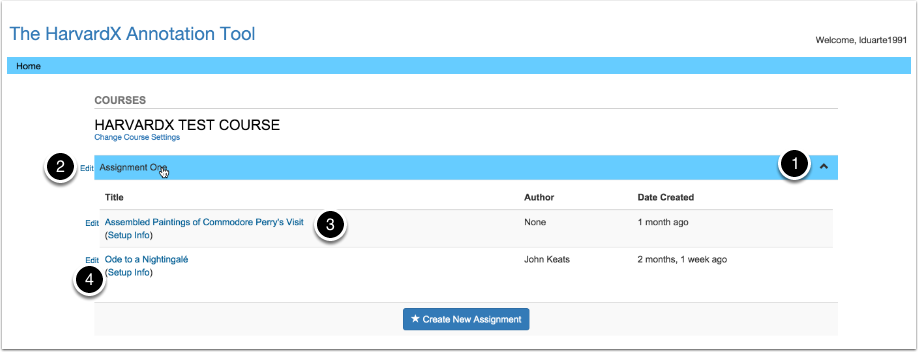 The HarvardX Annotation Tool
Welcome, lduarte1991
Home
COURSES
HARVARDX TEST COURSE
Change Course Settings
2 Edit Assignment One 1
Title Author Date Created
Edit Assembled Paintings of Commodore Perry's Visit 3 None 1 month ago
(Setup Info)
Edit Ode to a Nightingalé John Keats 2 months, 1 week ago
4 (Setup Info)
★ Create New Assignment